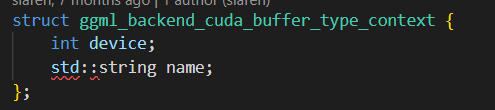 slaren, 7 months ago | 1 author (slaren)
struct ggml_backend_cuda_buffer_type_context {
    int device;
    std::string name;
};